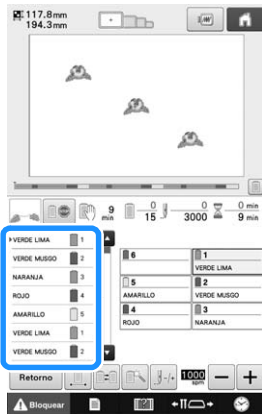 117.8mm
194.3mm
9 min
0
15
0
3000
0 min
9 min
VERDE LIMA 1
VERDE MUSGO 2
NARANJA 3
ROJO 4
AMARILLO 5
VERDE LIMA 1
VERDE MUSGO 2
6
1
VERDE LIMA
5
AMARILLO
2
VERDE MUSGO
4
ROJO
3
NARANJA
Retorno
1000
spm
Bloquear